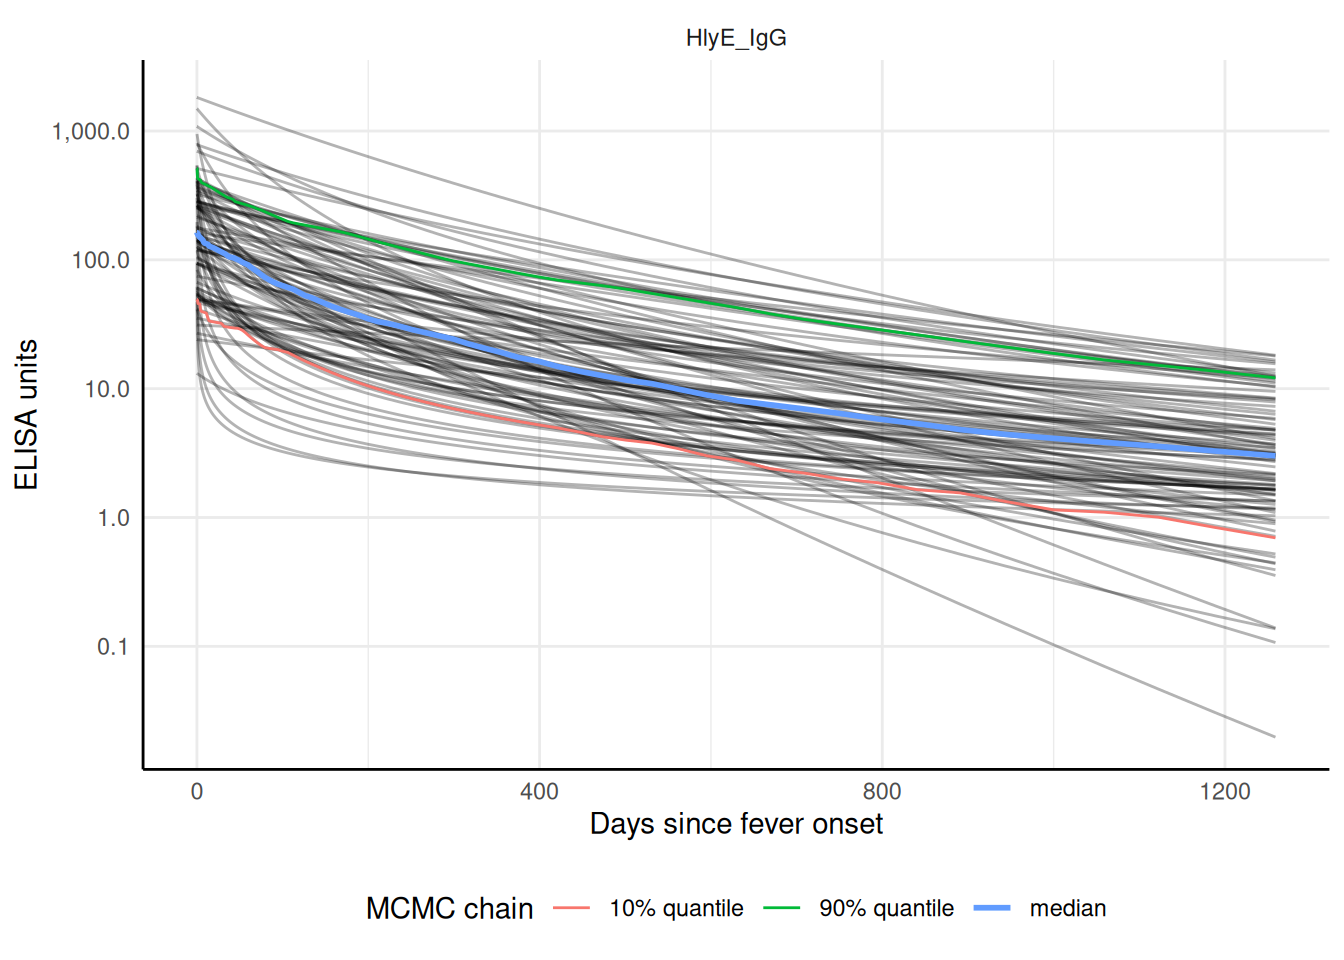 HlyE_IgG
1,000.0
100.0
10.0
1.0
0.1
ELISA units
0 400 800 1200
Days since fever onset
MCMC chain 10% quantile 90% quantile median